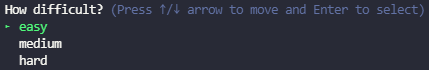 How difficult? (Press ↑/↓ arrow to move and Enter to select)
▸ easy
medium
hard